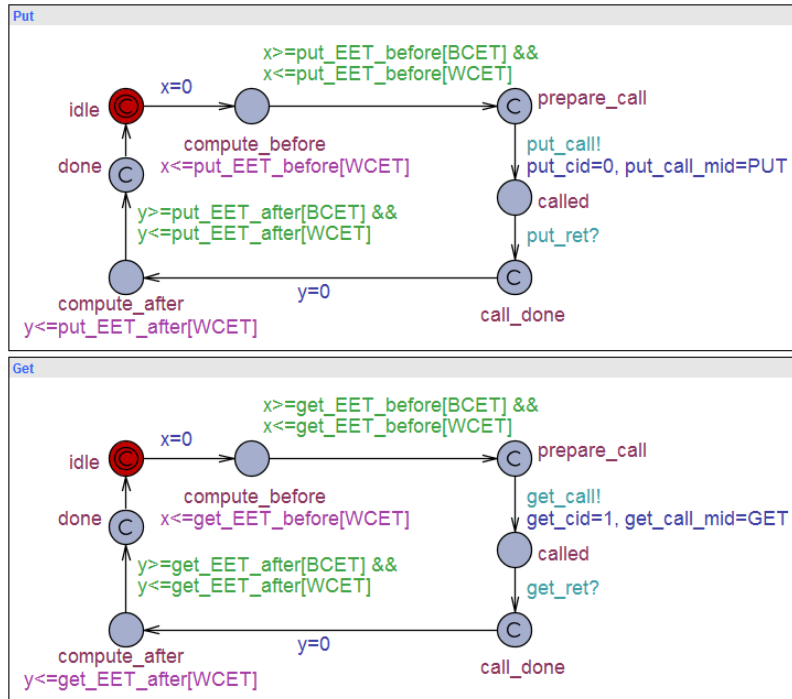 Put
x>=put_EET_before[BCET] &&
x<=put_EET_before[WCET]
x=0
idle
C
C
prepare_call
compute_before
x<=put_EET_before[WCET]
put_call!
put_cid=0, put_call_mid=PUT
done
C
called
y>=put_EET_after[BCET] &&
y<=put_EET_after[WCET]
put_ret?
C
y=0
compute_after
y<=put_EET_after[WCET]
call_done
Get
x>=get_EET_before[BCET] &&
x<=get_EET_before[WCET]
x=0
idle
C
C
prepare_call
compute_before
x<=get_EET_before[WCET]
get_call!
get_cid=1, get_call_mid=GET
done
C
called
y>=get_EET_after[BCET] &&
y<=get_EET_after[WCET]
get_ret?
C
y=0
compute_after
y<=get_EET_after[WCET]
call_done